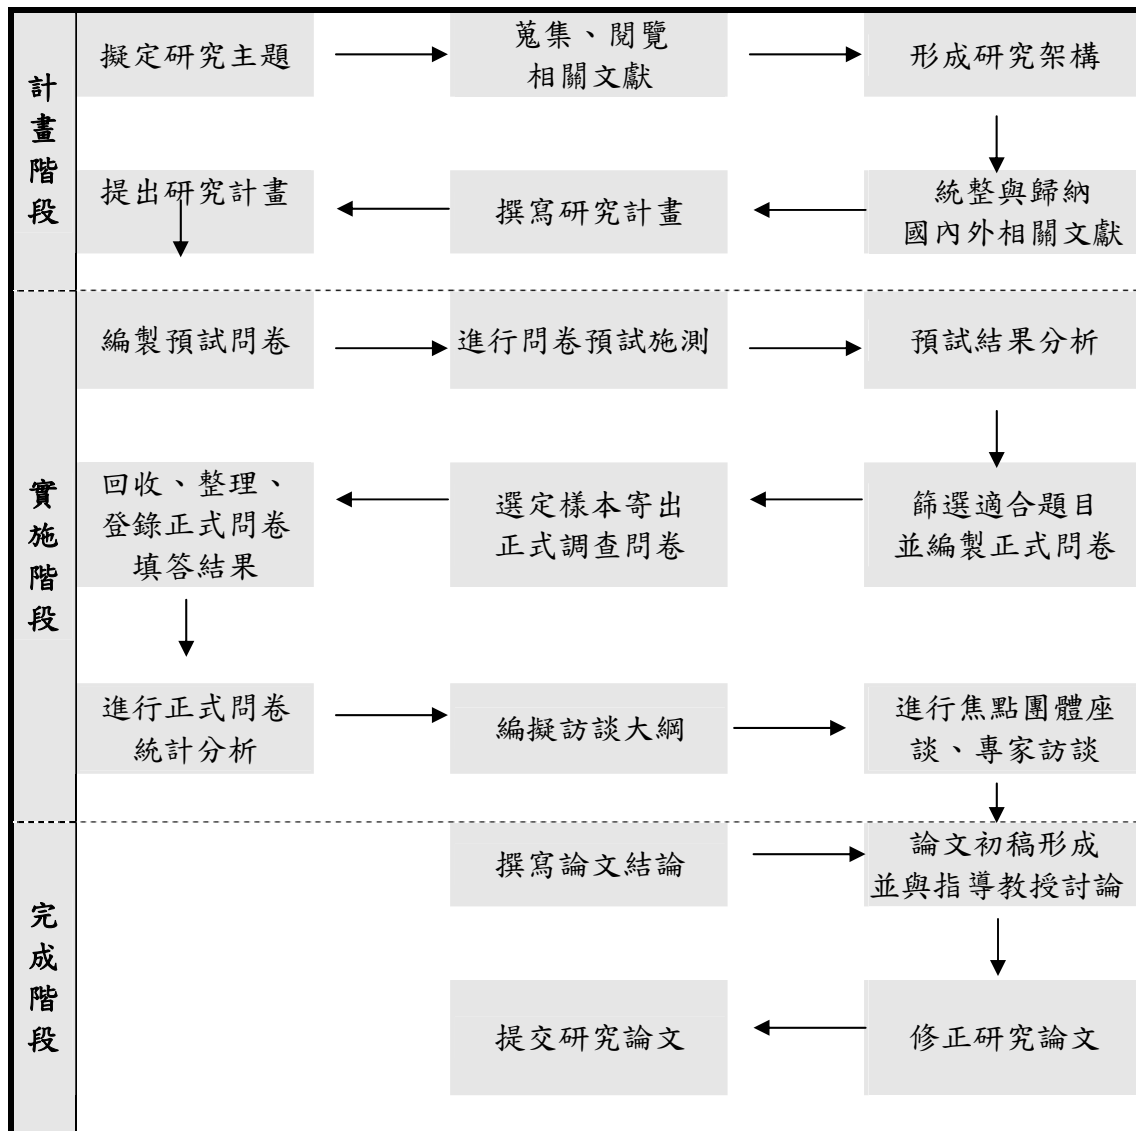 計畫階段
擬定研究主題
蒐集、閱覽
相關文獻
形成研究架構
提出研究計畫
撰寫研究計畫
統整與歸納
國內外相關文獻
實施階段
編製預試問卷
進行問卷預試施測
預試結果分析
回收、整理、
登錄正式問卷
填答結果
選定樣本寄出
正式調查問卷
篩選適合題目
並編製正式問卷
進行正式問卷
統計分析
編擬訪談大綱
進行焦點團體座
談、專家訪談
完成階段
撰寫論文結論
論文初稿形成
並與指導教授討論
提交研究論文
修正研究論文